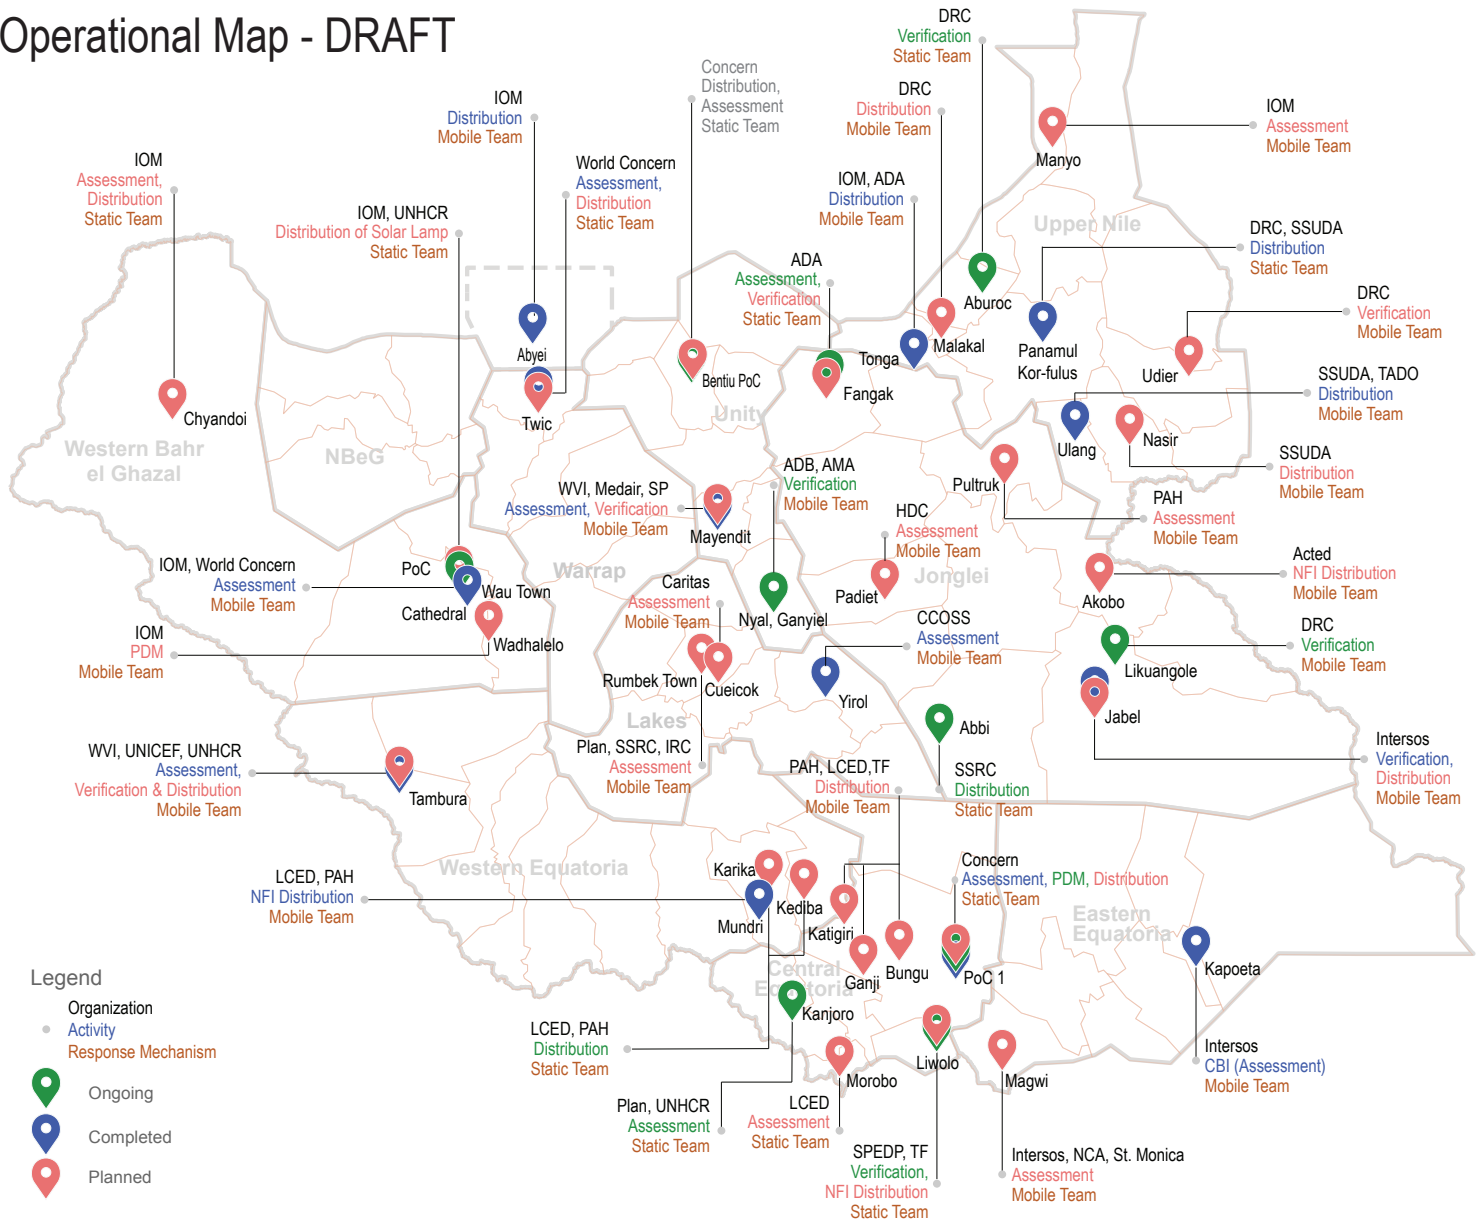 Operational Map - DRAFT
DRC
Verification
Static Team
Concern
Distribution,
Assessment
Static Team
DRC
Distribution
Mobile Team
IOM
Distribution
Mobile Team
IOM
Assessment
Mobile Team
Manyo
IOM
Assessment,
Distribution
Static Team
World Concern
Assessment,
Distribution
Static Team
IOM, ADA
Distribution
Mobile Team
IOM, UNHCR
Distribution of Solar Lamp
Static Team
Upper Nile
DRC, SSUDA
Distribution
Static Team
ADA
Assessment,
Verification
Static Team
Aburoc
DRC
Verification
Mobile Team
Abyei
Tonga
Malakal
Panamul
Kor-fulus
Udier
Bentiu PoC
Fangak
SSUDA, TADO
Distribution
Mobile Team
Chyandoi
Twic
Unity
Ulang
Nasir
Western Bahr
el Ghazal
NBeG
SSUDA
Distribution
Mobile Team
ADB, AMA
Verification
Mobile Team
Pultruk
WVI, Medair, SP
Assessment, Verification
Mobile Team
Mayendit
PAH
Assessment
Mobile Team
HDC
Assessment
Mobile Team
Acted
NFI Distribution
Mobile Team
IOM, World Concern
Assessment
Mobile Team
PoC
Wau Town
Cathedral
Warrap
Jonglei
Padiet
Akobo
Caritas
Assessment
Mobile Team
Nyal, Ganyiel
CCOSS
Assessment
Mobile Team
DRC
Verification
Mobile Team
IOM
PDM
Mobile Team
Wadhalelo
Likuangole
Rumbek Town
Cueicok
Yirol
Jabel
Lakes
Abbi
Intersos
Verification,
Distribution
Mobile Team
WVI, UNICEF, UNHCR
Assessment,
Verification & Distribution
Mobile Team
Tambura
Plan, SSRC, IRC
Assessment
Mobile Team
PAH, LCED,TF
Distribution
Mobile Team
SSRC
Distribution
Static Team
Western Equatoria
Karika
Concern
Assessment, PDM, Distribution
Static Team
LCED, PAH
NFI Distribution
Mobile Team
Kediba
Mundri
Katigiri
Eastern
Equatoria
Kapoeta
Central
Equatoria
Ganji
Bungu
PoC 1
Legend
Organization
Activity
Response Mechanism
Ongoing
Completed
Planned
Kanjoro
LCED, PAH
Distribution
Static Team
Liwolo
Morobo
Magwi
Intersos
CBI (Assessment)
Mobile Team
Plan, UNHCR
Assessment
Static Team
LCED
Assessment
Static Team
SPEDP, TF
Verification,
NFI Distribution
Static Team
Intersos, NCA, St. Monica
Assessment
Mobile Team